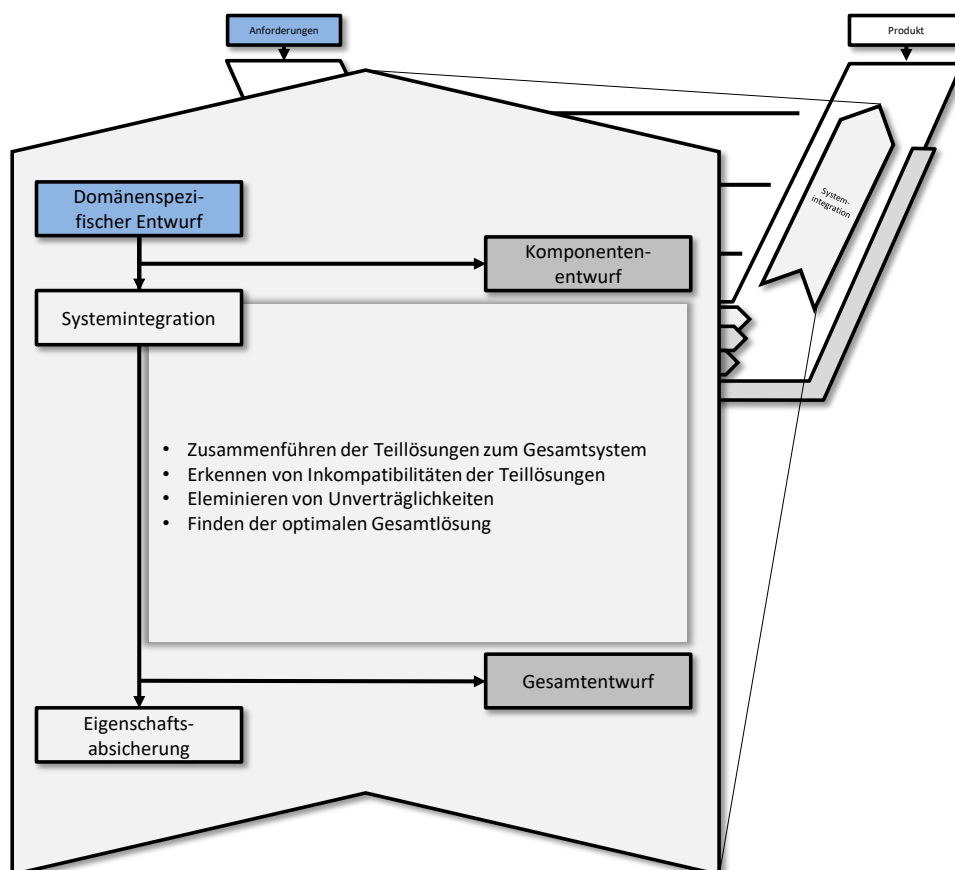 Anforderungen
Produkt
Domänenspezi-
fischer Entwurf
Komponenten-
entwurf
System-
integration
Systemintegration
• Zusammenführen der Teillösungen zum Gesamtsystem
• Erkennen von Inkompatibilitäten der Teillösungen
• Eleminieren von Unverträglichkeiten
• Finden der optimalen Gesamtlösung
Gesamtentwurf
Eigenschafts-
absicherung